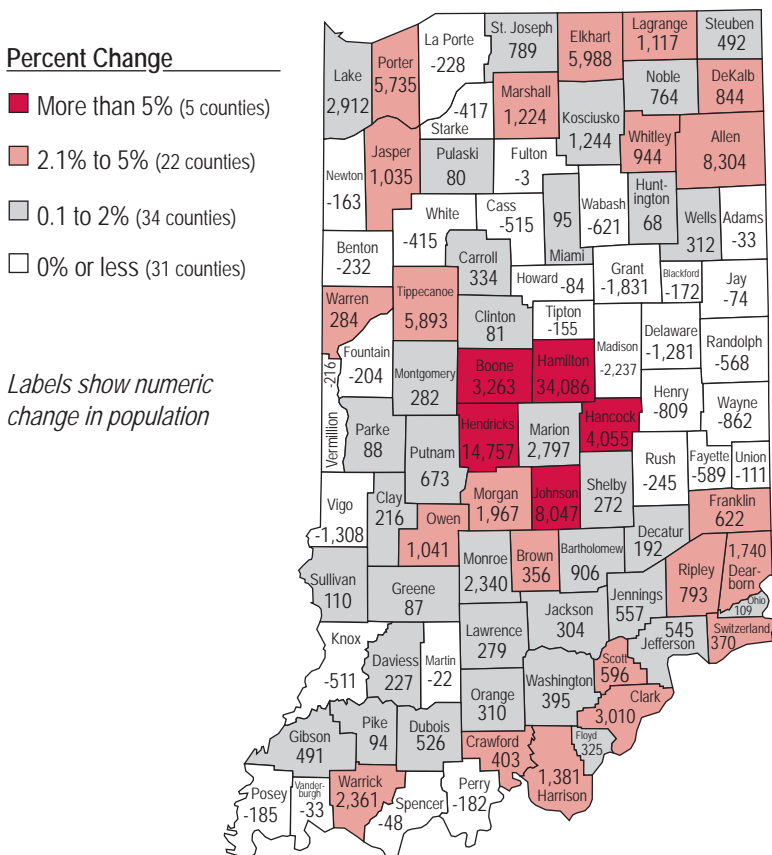 Percent Change
More than 5% (5 counties)
2.1% to 5% (22 counties)
0.1 to 2% (34 counties)
0% or less (31 counties)
Labels show numeric
change in population
La Porte
-228
St. Joseph
789
Elkhart
5,988
Lagrange
1,117
Steuben
492
Lake
2,912
Porter
5,735
-417
Starke
Marshall
1,224
Kosciusko
1,244
Noble
764
DeKalb
844
Whitley
944
Allen
8,304
Newton
-163
Jasper
1,035
Pulaski
80
Fulton
-3
White
-415
Cass
-515
95
Miami
Wabash
-621
Hunt-
ington
68
Wells
312
Adams
-33
Benton
-232
Carroll
334
Howard
-84
Grant
-1,831
Blackford
-172
Jay
-74
Warren
284
Tippecanoe
5,893
Clinton
81
Tipton
-155
Madison
-2,237
Delaware
-1,281
Randolph
-568
Fountain
-204
-216
Vermillion
Montgomery
282
Boone
3,263
Hamilton
34,086
Henry
-809
Wayne
-862
Parke
88
Putnam
673
Hendricks
14,757
Marion
2,797
Hancock
4,055
Rush
-245
Fayette
-589
Union
-111
Vigo
-1,308
Clay
216
Owen
1,041
Morgan
1,967
Johnson
8,047
Shelby
272
Decatur
192
Franklin
622
Sullivan
110
Greene
87
Monroe
2,340
Brown
356
Bartholomew
906
Jennings
557
Ripley
793
1,740
Dear-
born
Ohio
109
Switzerland
370
Knox
-511
Daviess
227
Martin
-22
Lawrence
279
Jackson
304
545
Jefferson
Scott
596
Orange
310
Washington
395
Clark
3,010
Floyd
325
Gibson
491
Pike
94
Dubois
526
Crawford
403
1,381
Harrison
Posey
-185
Vander-
burgh
-33
Warrick
2,361
Spencer
-48
Perry
-182